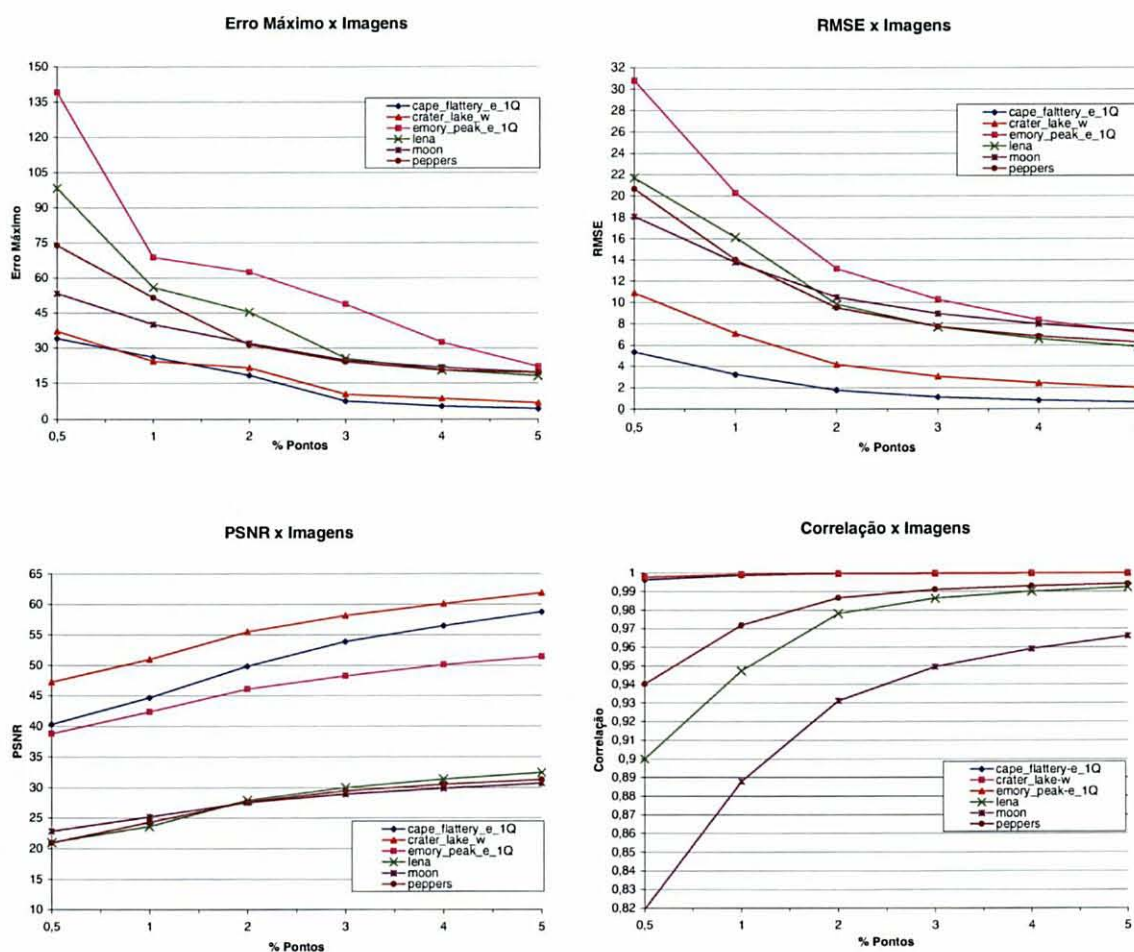 Erro Máximo x Imagens
150
135
120
105
90
75
60
45
30
15
0
Erro Máximo
0,5 1 2 3 4 5
% Pontos
cape_flattery_e_1Q
crater_lake_w
emory_peak_e_1Q
lena
moon
peppers
RMSE x Imagens
32
30
28
26
24
22
20
18
16
14
12
10
8
6
4
2
0
RMSE
0,5 1 2 3 4 5
% Pontos
cape_falttery_e_1Q
crater_lake_w
emory_peak_e_1Q
lena
moon
peppers
PSNR x Imagens
65
60
55
50
45
40
35
30
25
20
15
10
PSNR
0,5 1 2 3 4 5
% Pontos
cape_flattery_e_1Q
crater_lake_w
emory_peak_e_1Q
lena
moon
peppers
Correlação x Imagens
1
0,99
0,98
0,97
0,96
0,95
0,94
0,93
0,92
0,91
0,9
0,89
0,88
0,87
0,86
0,85
0,84
0,83
0,82
Correlação
0,5 1 2 3 4 5
% Pontos
cape_flattery-e_1Q
crater_lake-w
emory_peak-e_1Q
lena
moon
peppers